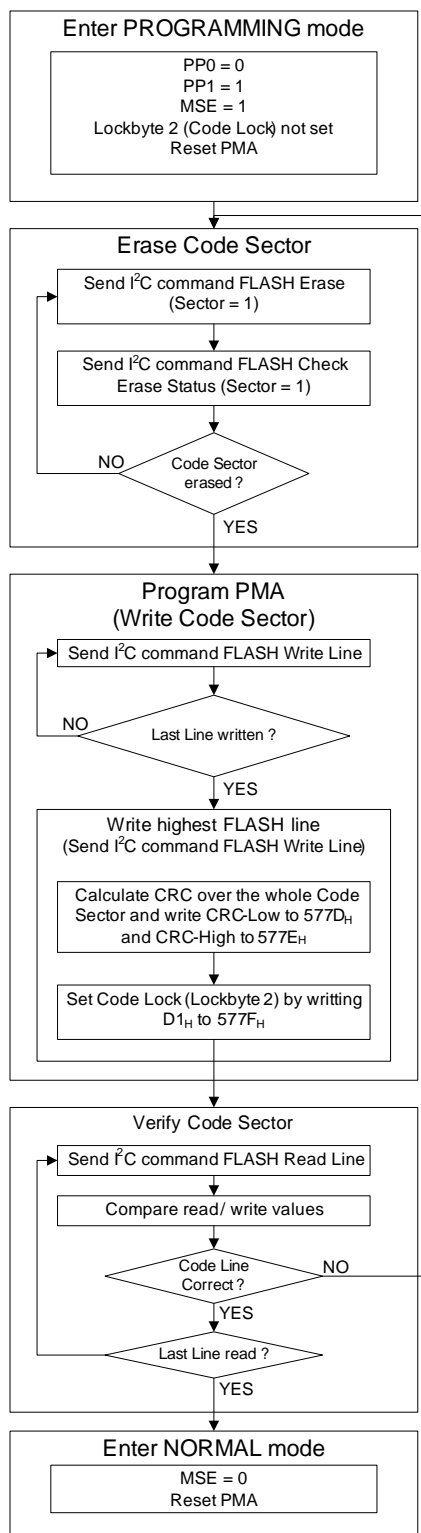 Enter PROGRAMMING mode
PP0 = 0
PP1 = 1
MSE = 1
Lockbyte 2 (Code Lock) not set
Reset PMA
Erase Code Sector
Send I²C command FLASH Erase
(Sector = 1)
Send I²C command FLASH Check
Erase Status (Sector = 1)
NO
Code Sector
erased ?
YES
Program PMA
(Write Code Sector)
Send I²C command FLASH Write Line
NO
Last Line written ?
YES
Write highest FLASH line
(Send I²C command FLASH Write Line)
Calculate CRC over the whole Code
Sector and write CRC-Low to 577D_H
and CRC-High to 577E_H
Set Code Lock (Lockbyte 2) by writting
D1_H to 577F_H
Verify Code Sector
Send I²C command FLASH Read Line
Compare read/ write values
Code Line
Correct ?
NO
YES
Last Line read ?
YES
Enter NORMAL mode
MSE = 0
Reset PMA